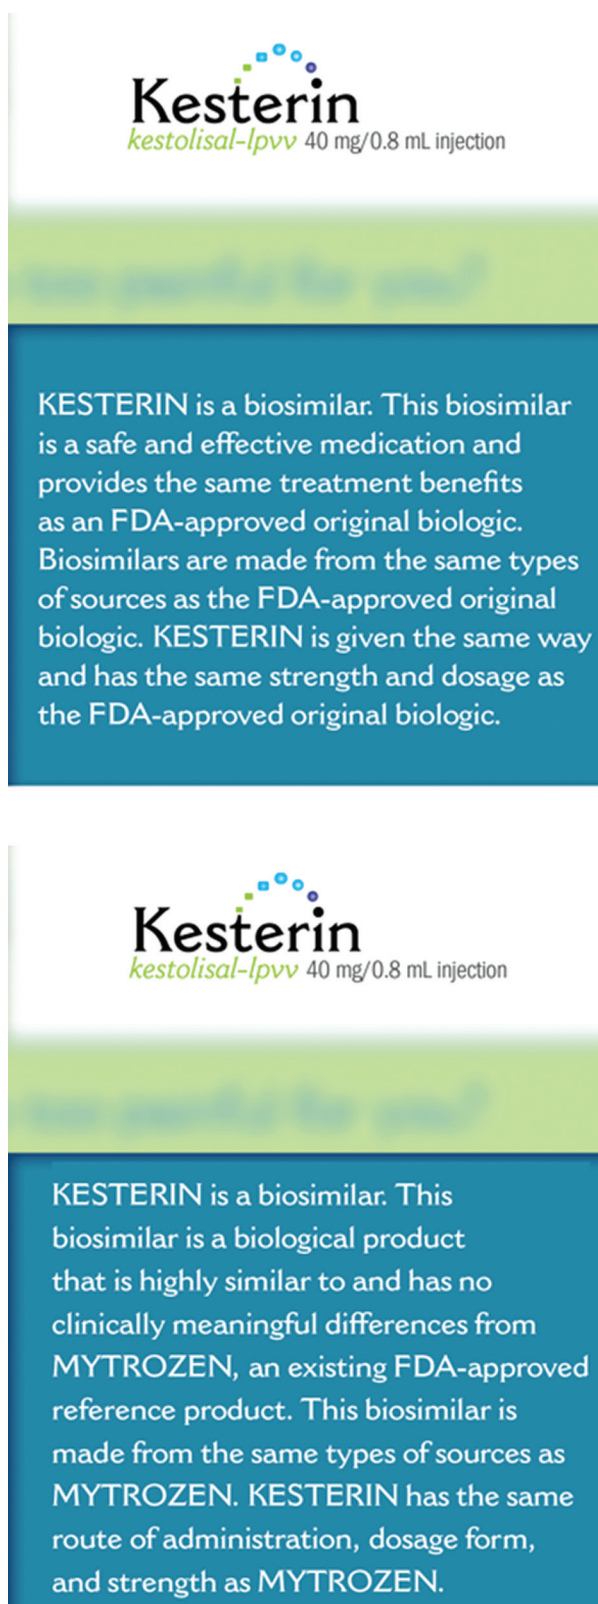 Kesterin
kestolisal-lpvv 40 mg/0.8 mL injection
KESTERIN is a biosimilar. This biosimilar
is a safe and effective medication and
provides the same treatment benefits
as an FDA-approved original biologic.
Biosimilars are made from the same types
of sources as the FDA-approved original
biologic. KESTERIN is given the same way
and has the same strength and dosage as
the FDA-approved original biologic.
Kesterin
kestolisal-lpvv 40 mg/0.8 mL injection
KESTERIN is a biosimilar. This
biosimilar is a biological product
that is highly similar to and has no
clinically meaningful differences from
MYTROZEN, an existing FDA-approved
reference product. This biosimilar is
made from the same types of sources as
MYTROZEN. KESTERIN has the same
route of administration, dosage form,
and strength as MYTROZEN.